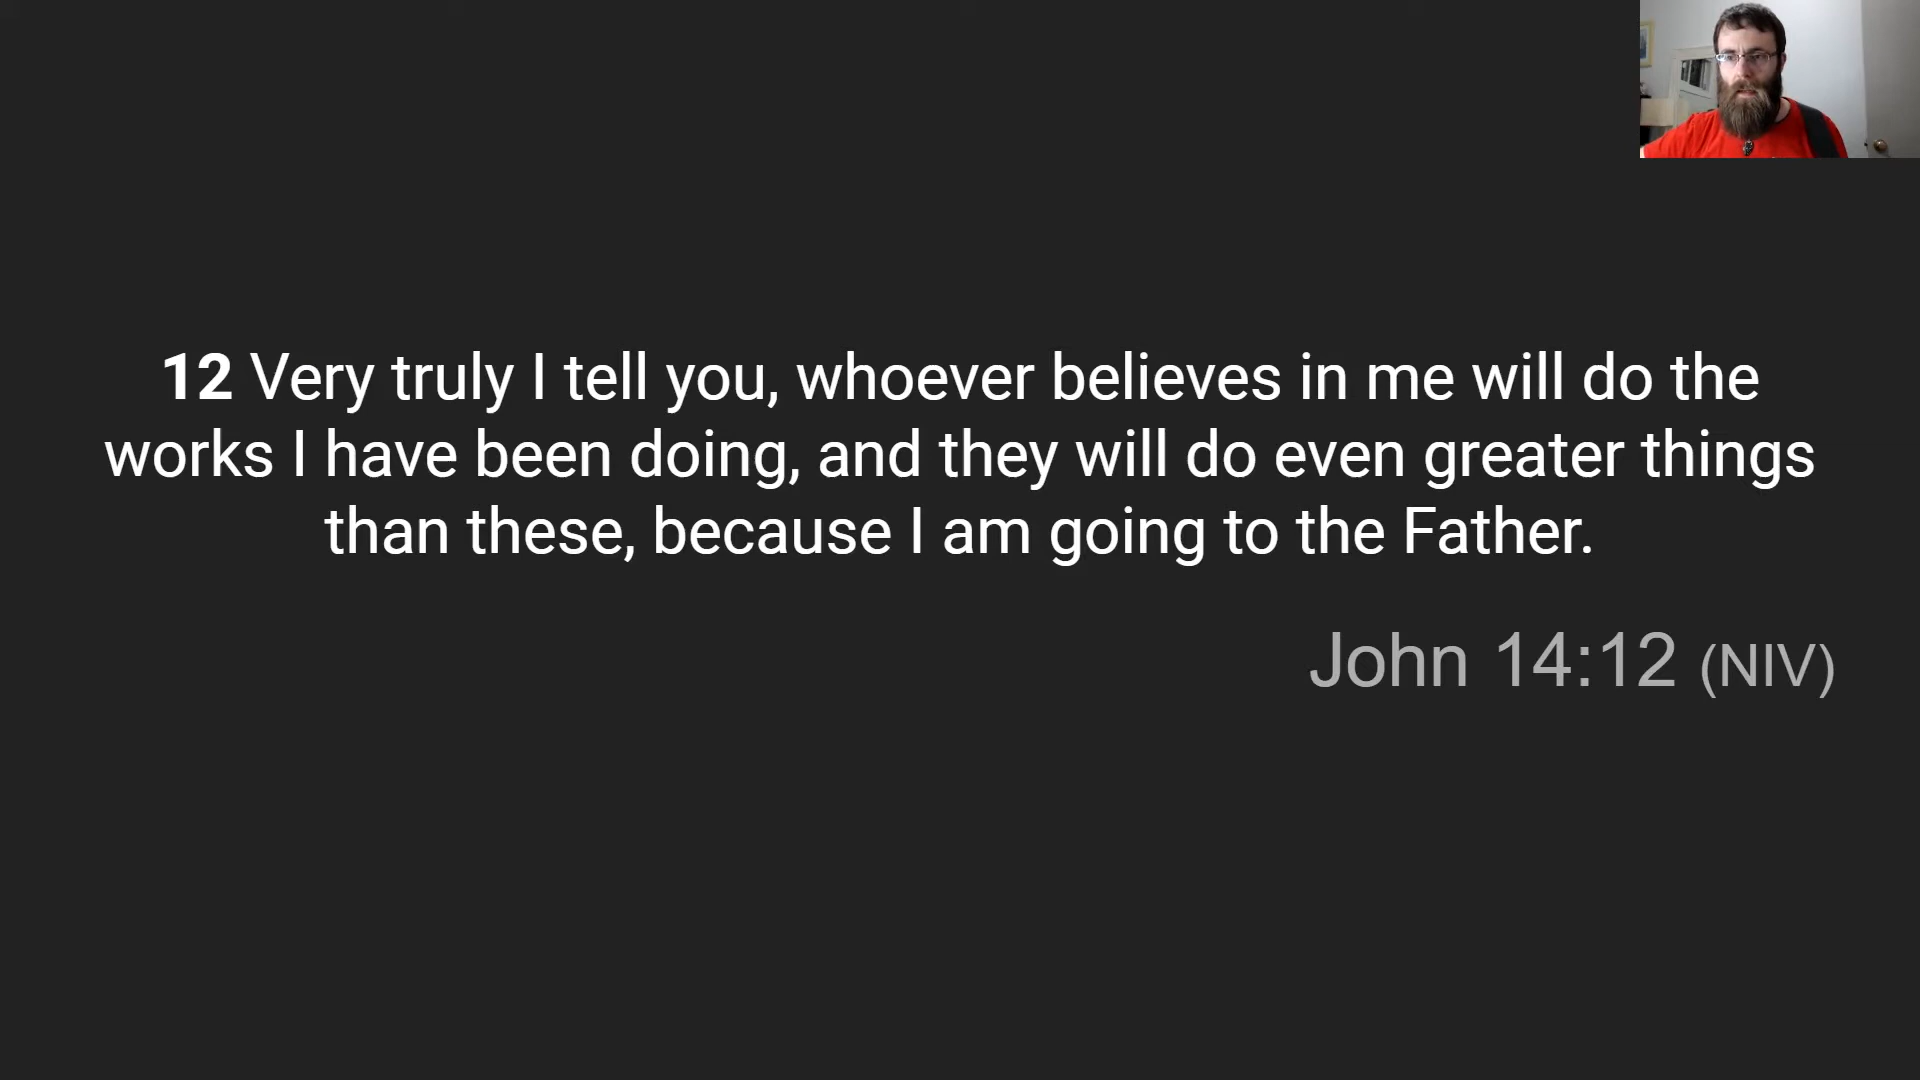 12 Very truly I tell you, whoever believes in me will do the
works I have been doing, and they will do even greater things
than these, because I am going to the Father.
John 14:12 (NIV)